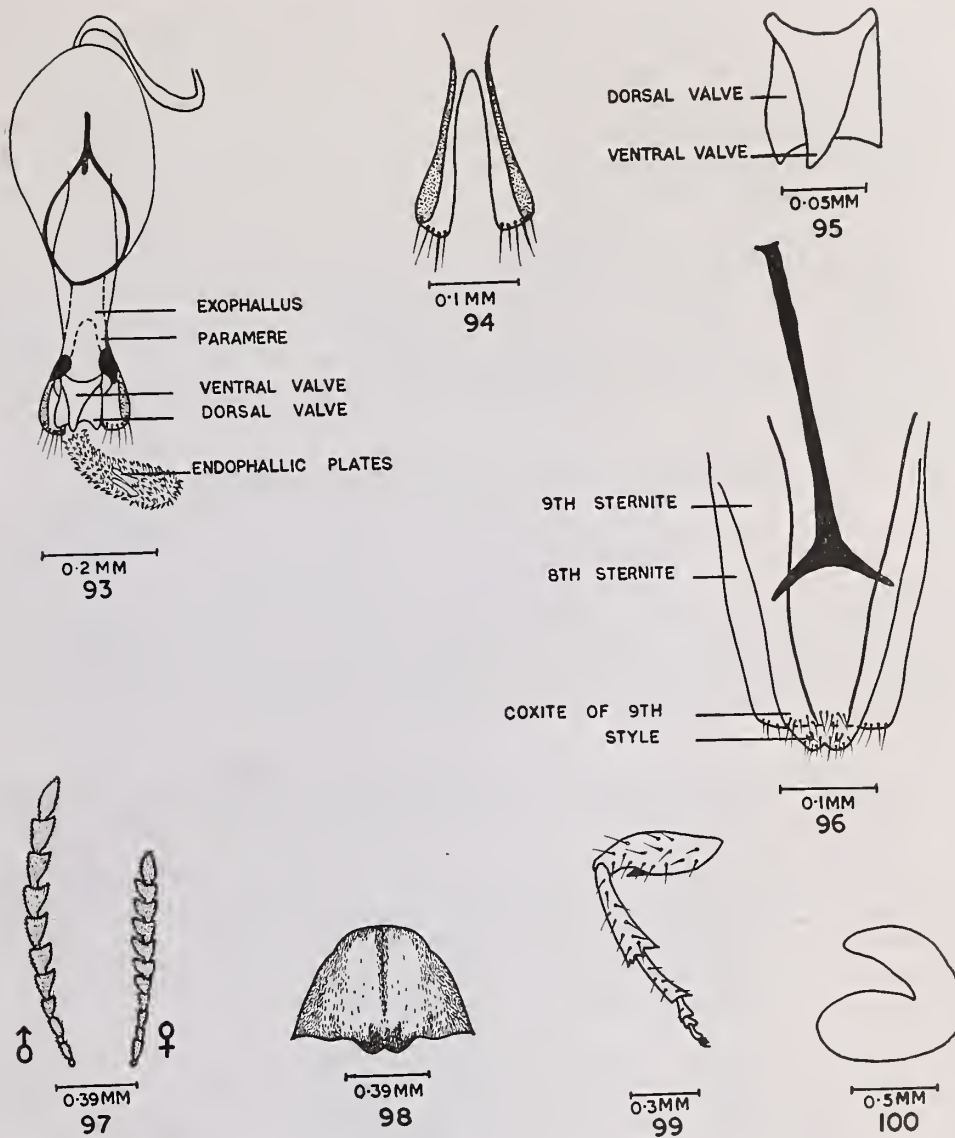 EXOPHALLUS
PARAMERE
VENTRAL VALVE
DORSAL VALVE
ENDOPHALLIC PLATES
0·2 MM
93
0·1 MM
94
DORSAL VALVE
VENTRAL VALVE
0·05MM
95
9TH STERNITE
8TH STERNITE
COXITE OF 9TH
STYLE
0·1MM
96
♂ ♀
0·39MM
97
0·39MM
98
0·3MM
99
0·5MM
100